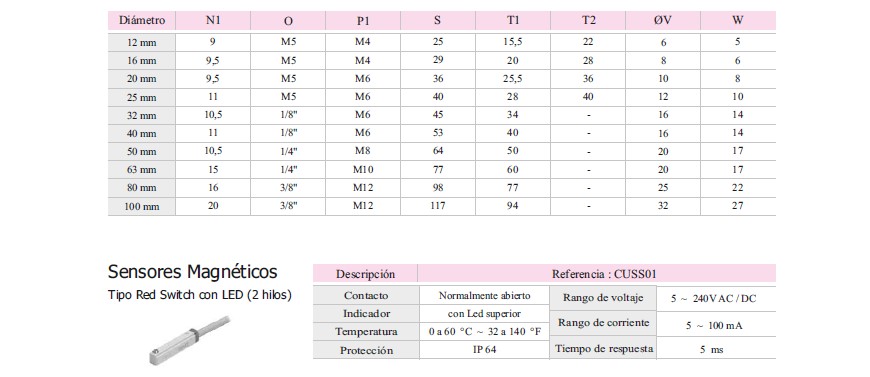 Diámetro N1 O P1 S T1 T2 ØV W
12 mm 9 M5 M4 25 15,5 22 6 5
16 mm 9,5 M5 M4 29 20 28 8 6
20 mm 9,5 M5 M6 36 25,5 36 10 8
25 mm 11 M5 M6 40 28 40 12 10
32 mm 10,5 1/8" M6 45 34 - 16 14
40 mm 11 1/8" M6 53 40 - 16 14
50 mm 10,5 1/4" M8 64 50 - 20 17
63 mm 15 1/4" M10 77 60 - 20 17
80 mm 16 3/8" M12 98 77 - 25 22
100 mm 20 3/8" M12 117 94 - 32 27
Sensores Magnéticos
Tipo Red Switch con LED (2 hilos)
Descripción Referencia : CUSS01
Contacto Normalmente abierto
Indicador con Led superior
Temperatura 0 a 60 °C ~ 32 a 140 °F
Protección IP 64
Rango de voltaje 5 ~ 240V AC / DC
Rango de corriente 5 ~ 100 mA
Tiempo de respuesta 5 ms